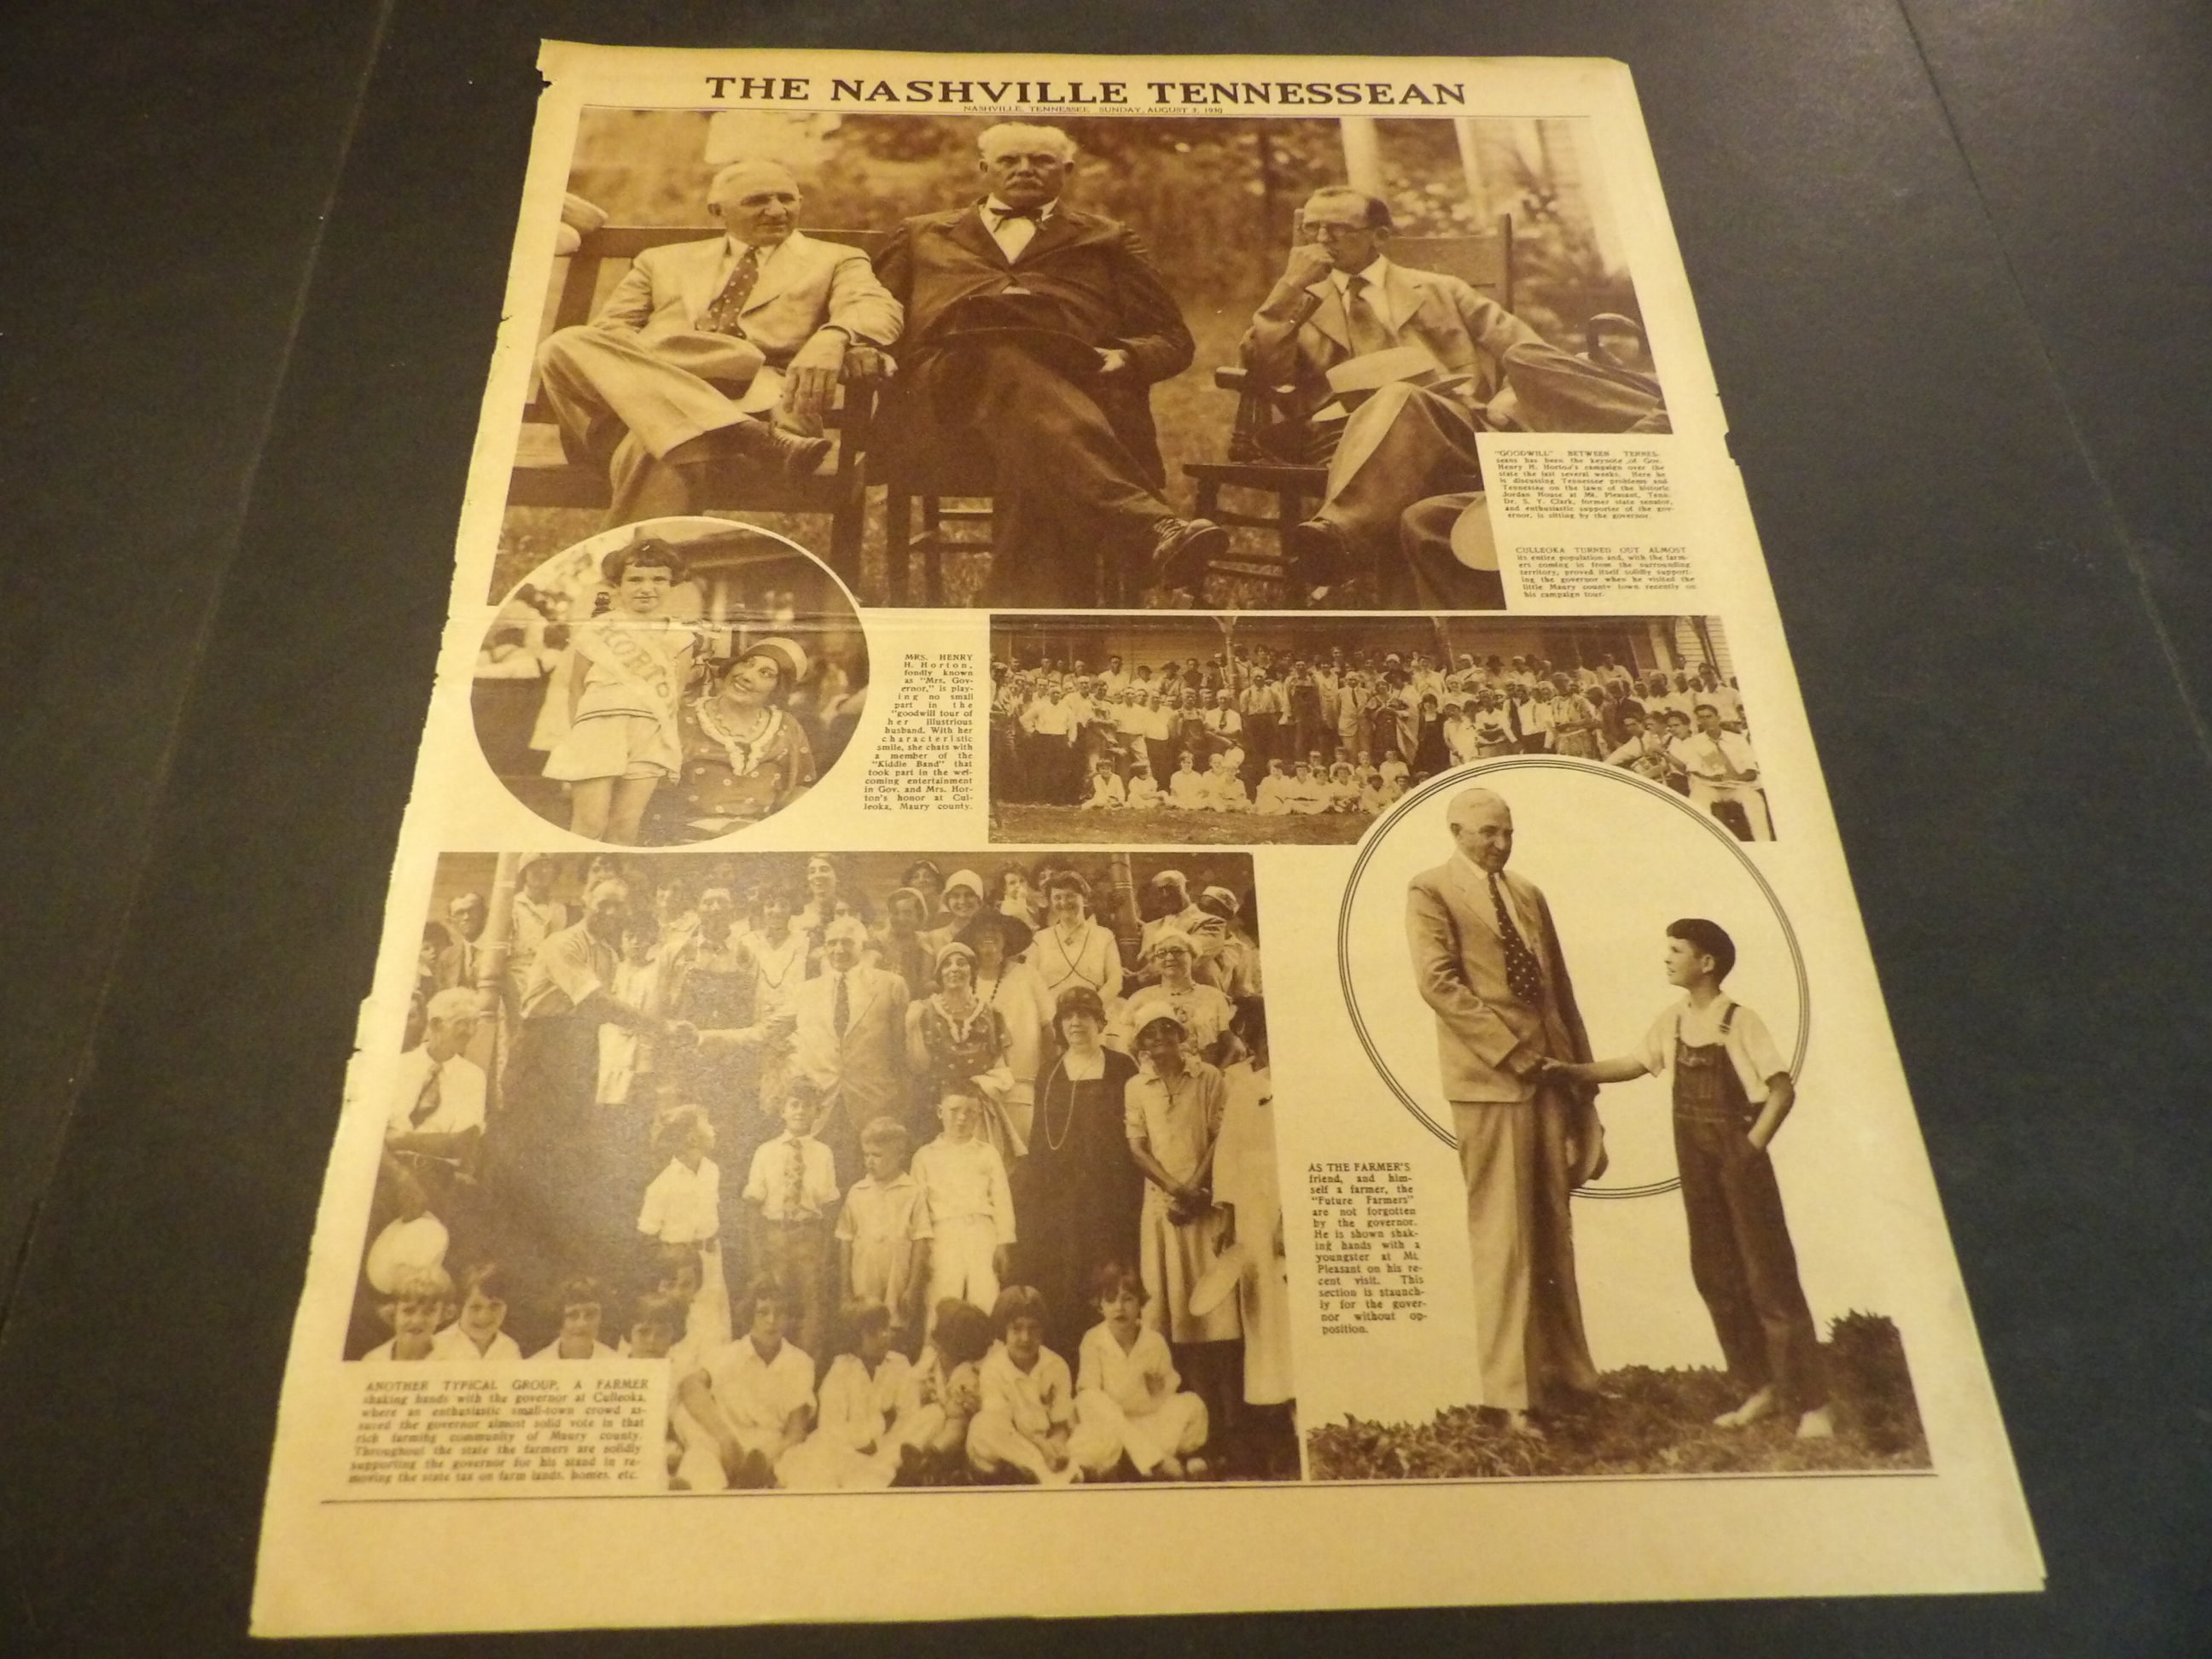 THE NASHVILLE TENNESSEAN
NASHVILLE, TENNESSEE, SUNDAY, AUGUST 3, 1930
"GOODWILL" BETWEEN TENNES-
seans has been the keynote of Gov.
Henry H. Horton's campaign over the
state the last several weeks. Here he
is discussing Tennessee problems and
Tennessee on the lawn of the historic
Jordan House at Mt. Pleasant, Tenn.
Dr. S. Y. Clark, former state senator,
and enthusiastic supporter of the gov-
ernor, is sitting by the governor.
CULLEOKA TURNED OUT ALMOST
its entire population and, with the farm-
ers coming in from the surrounding
territory, proved itself solidly support-
ing the governor when he visited the
little Maury county town recently on
his campaign tour.
HORTO
MRS. HENRY
H. Horton,
fondly known
as "Mrs. Gov-
ernor," is play-
ing no small
part in the
"goodwill tour of
her illustrious
husband. With her
characteristic
smile, she chats with
a member of the
"Kiddie Band" that
took part in the wel-
coming entertainment
in Gov. and Mrs. Hor-
ton's honor at Cul-
leoka, Maury county.
AS THE FARMER'S
friend, and him-
self a farmer, the
"Future Farmers"
are not forgotten
by the governor.
He is shown shak-
ing hands with a
youngster at Mt.
Pleasant on his re-
cent visit. This
section is staunch-
ly for the gover-
nor without op-
position.
ANOTHER TYPICAL GROUP, A FARMER
shaking hands with the governor at Culleoka,
where an enthusiastic small-town crowd as-
sured the governor almost solid vote in that
rich farming community of Maury county.
Throughout the state the farmers are solidly
supporting the governor for his stand in re-
moving the state tax on farm lands, homes, etc.